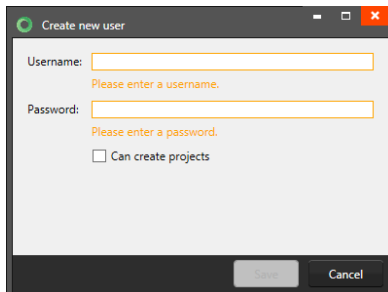 Create new user
Username:
Please enter a username.
Password:
Please enter a password.
Can create projects
Save
Cancel